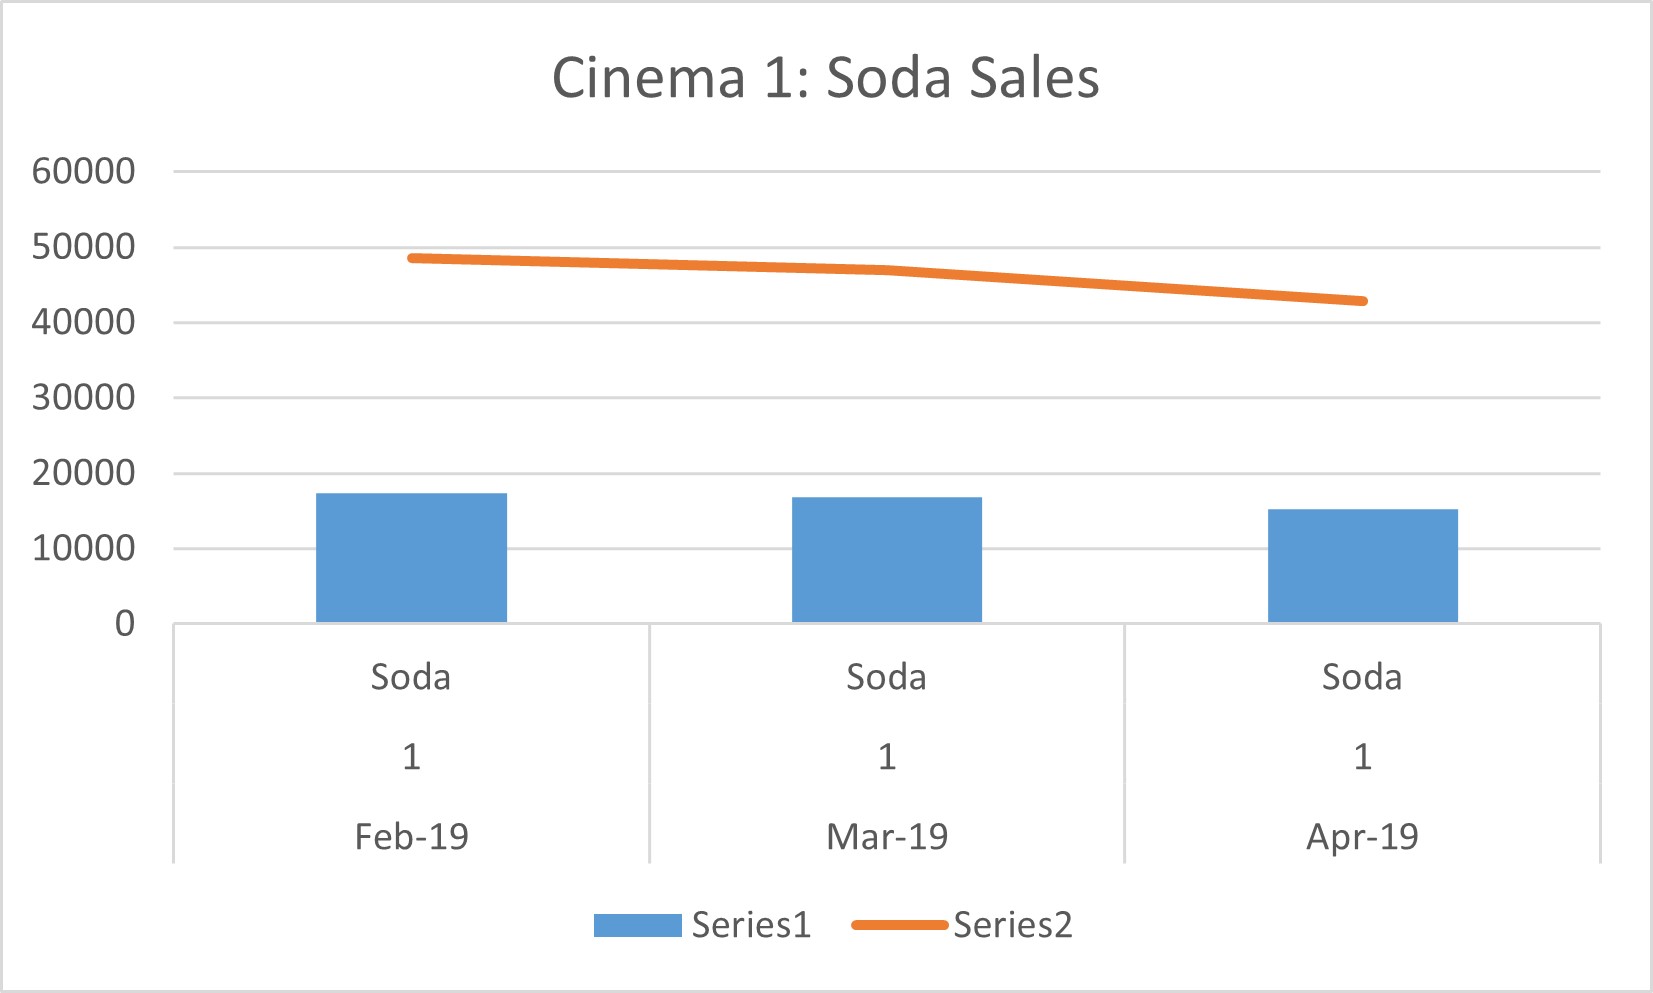 Cinema 1: Soda Sales
60000
50000
40000
30000
20000
10000
0
Soda Soda Soda
1 1 1
Feb-19 Mar-19 Apr-19
Series1 Series2